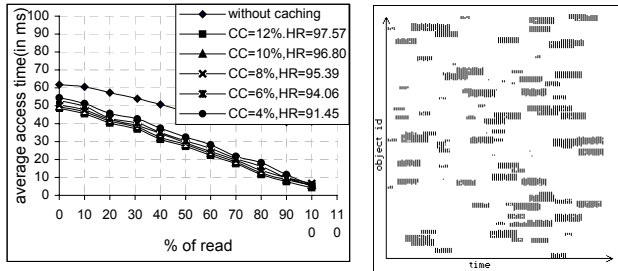 average access time(in ms)
100
90
80
70
60
50
40
30
20
10
0
without caching
CC=12%,HR=97.57
CC=10%,HR=96.80
CC=8%,HR=95.39
CC=6%,HR=94.06
CC=4%,HR=91.45
0 10 20 30 40 50 60 70 80 90 10 11
0 0
% of read
object id
time